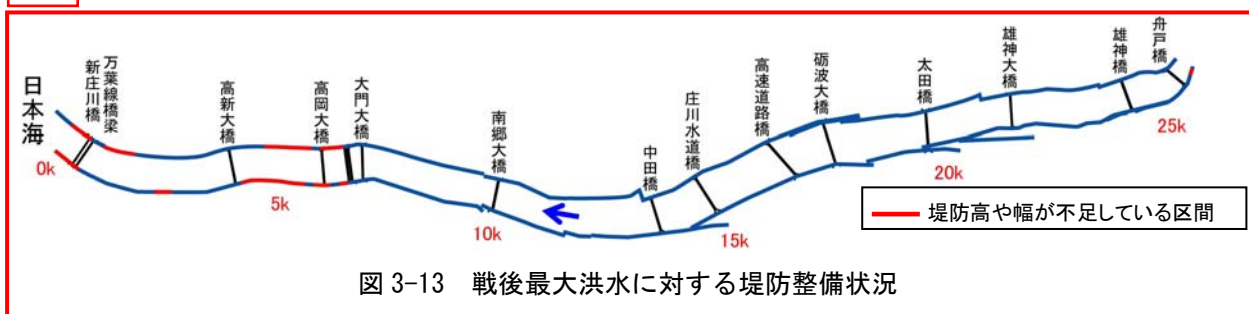 日本海
0k
新庄川橋
万葉線橋梁
高新大橋
5k
高岡大橋
大門大橋
南郷大橋
10k
中田橋
庄川水道橋
15k
高速道路橋
砺波大橋
太田橋
20k
雄神大橋
雄神橋
舟戸橋
25k
堤防高や幅が不足している区間
図 3-13　戦後最大洪水に対する堤防整備状況